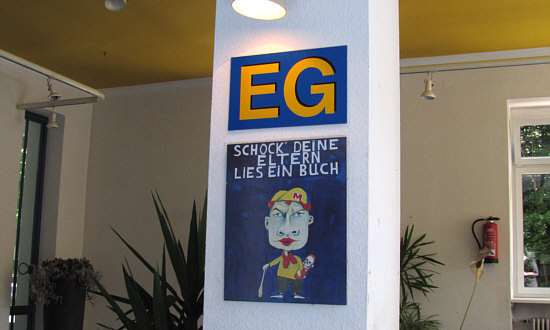 EG
SCHOCK' DEINE
ELTERN
LIES EIN BUCH
M